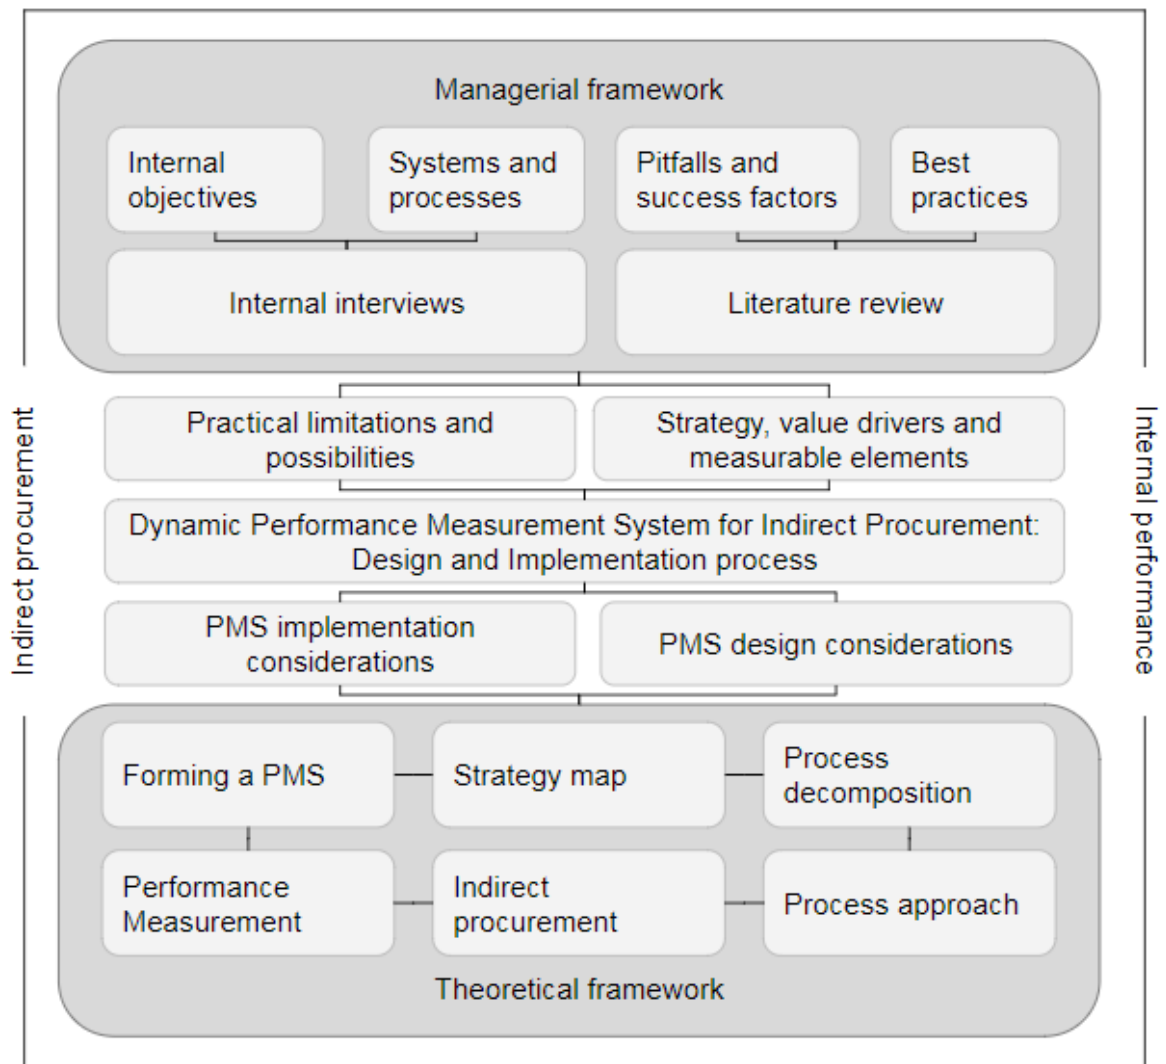 Managerial framework
Internal
objectives
Systems and
processes
Pitfalls and
success factors
Best
practices
Internal interviews
Literature review
Indirect procurement
Internal performance
Practical limitations and
possibilities
Strategy, value drivers and
measurable elements
Dynamic Performance Measurement System for Indirect Procurement:
Design and Implementation process
PMS implementation
considerations
PMS design considerations
Forming a PMS
Strategy map
Process
decomposition
Performance
Measurement
Indirect
procurement
Process approach
Theoretical framework